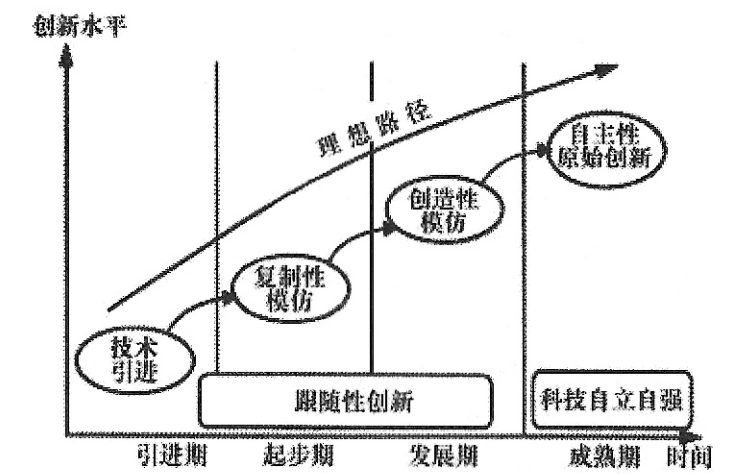 创新水平
理想路径
自主性
原始创新
创造性
模仿
复制性
模仿
技术
引进
跟随性创新
科技自立自强
引进期
起步期
发展期
成熟期
时间